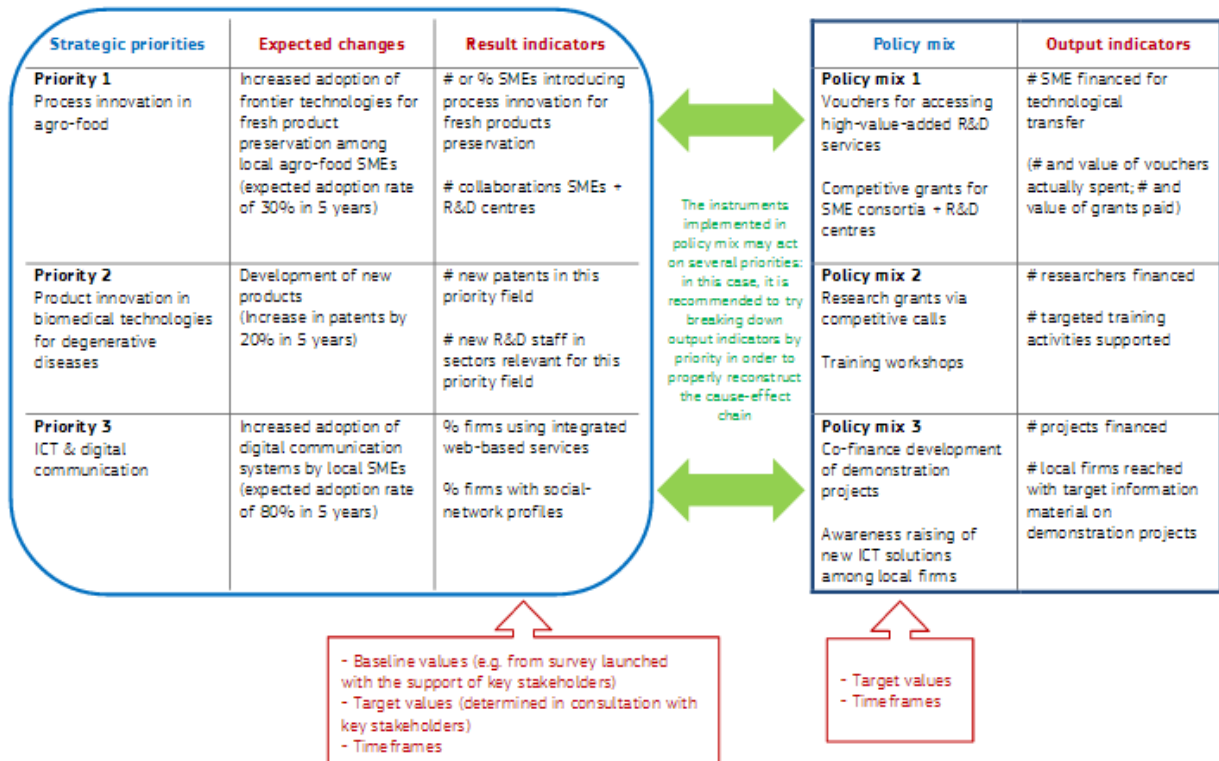 Strategic priorities
Expected changes
Result indicators
Priority 1
Process innovation in
agro-food
Increased adoption of
frontier technologies for
fresh product
preservation among
local agro-food SMEs
(expected adoption rate
of 30% in 5 years)
# or % SMEs introducing
process innovation for
fresh products
preservation
# collaborations SMEs +
R&D centres
Priority 2
Product innovation in
biomedical technologies
for degenerative
diseases
Development of new
products
(Increase in patents by
20% in 5 years)
# new patents in this
priority field
# new R&D staff in
sectors relevant for this
priority field
Priority 3
ICT & digital
communication
Increased adoption of
digital communication
systems by local SMEs
(expected adoption rate
of 80% in 5 years)
% firms using integrated
web-based services
% firms with social-
network profiles
The instruments
implemented in
policy mix may act
on several priorities:
in this case, it is
recommended to try
breaking down
output indicators by
priority in order to
properly reconstruct
the cause-effect
chain
Policy mix
Output indicators
Policy mix 1
Vouchers for accessing
high-value-added R&D
services
Competitive grants for
SME consortia + R&D
centres
# SME financed for
technological
transfer
(# and value of vouchers
actually spent; # and
value of grants paid)
Policy mix 2
Research grants via
competitive calls
Training workshops
# researchers financed
# targeted training
activities supported
Policy mix 3
Co-finance development
of demonstration
projects
Awareness raising of
new ICT solutions
among local firms
# projects financed
# local firms reached
with target information
material on
demonstration projects
- Baseline values (e.g. from survey launched
with the support of key stakeholders)
- Target values (determined in consultation with
key stakeholders)
- Timeframes
- Target values
- Timeframes